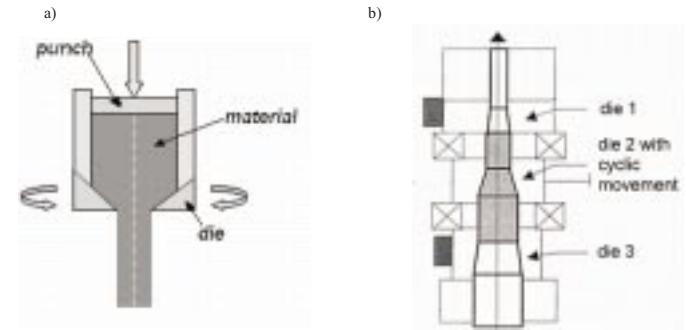 a)
b)
punch
material
die
die 1
die 2 with
cyclic
movement
die 3